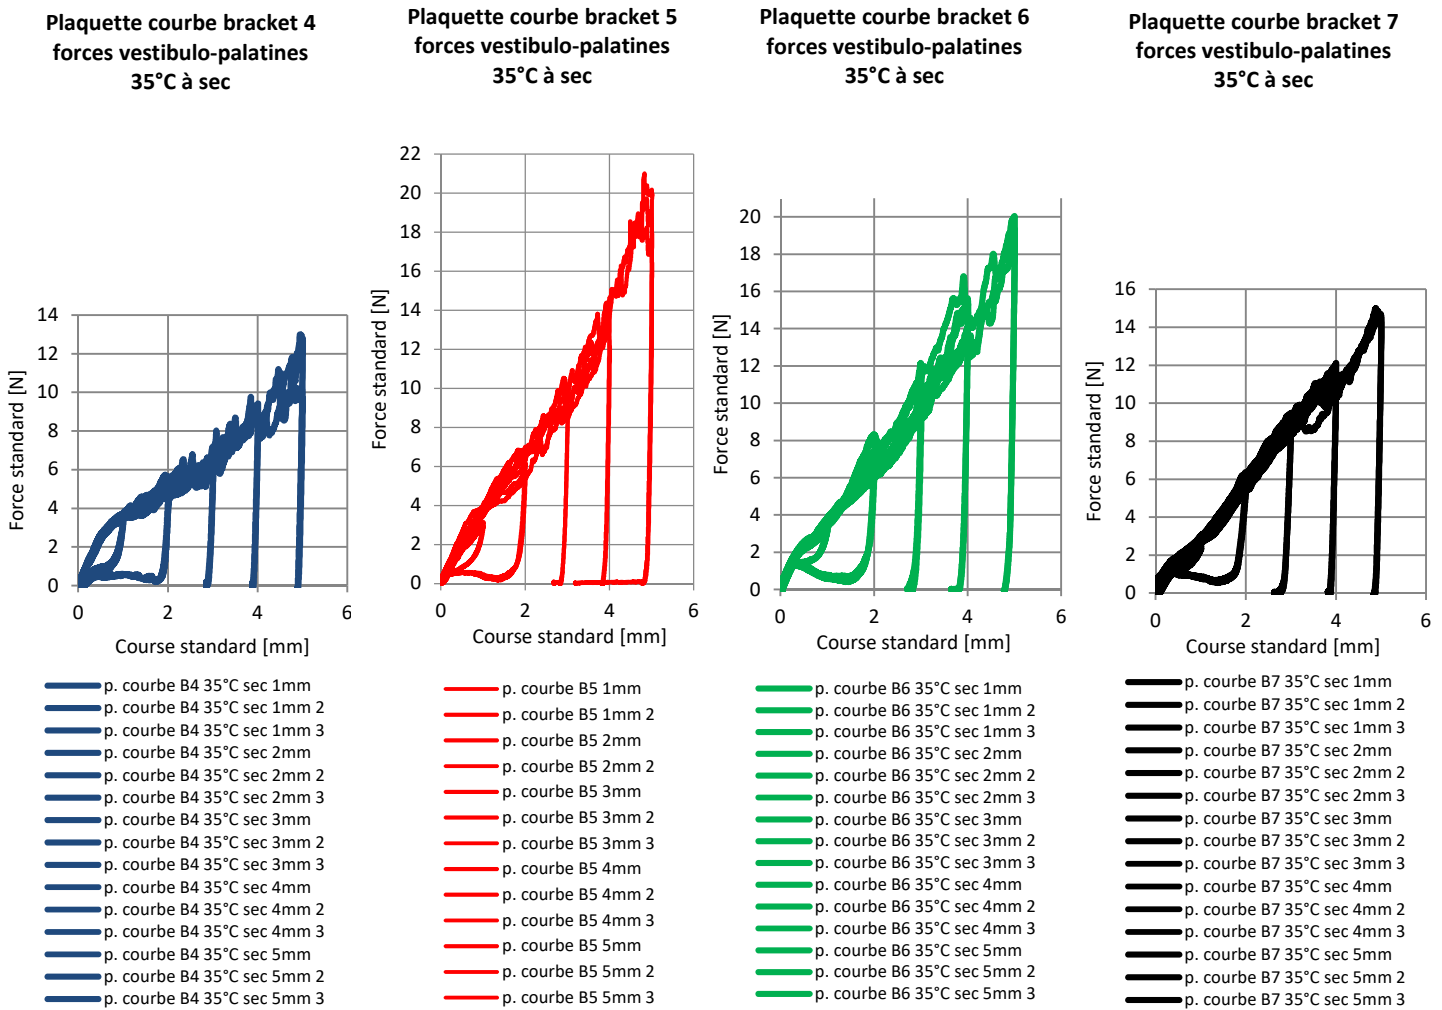 Plaquette courbe bracket 4
forces vestibulo-palatines
35°C à sec
14
12
10
8
6
4
2
0
Force standard [N]
0 2 4 6
Course standard [mm]
p. courbe B4 35°C sec 1mm
p. courbe B4 35°C sec 1mm 2
p. courbe B4 35°C sec 1mm 3
p. courbe B4 35°C sec 2mm
p. courbe B4 35°C sec 2mm 2
p. courbe B4 35°C sec 2mm 3
p. courbe B4 35°C sec 3mm
p. courbe B4 35°C sec 3mm 2
p. courbe B4 35°C sec 3mm 3
p. courbe B4 35°C sec 4mm
p. courbe B4 35°C sec 4mm 2
p. courbe B4 35°C sec 4mm 3
p. courbe B4 35°C sec 5mm
p. courbe B4 35°C sec 5mm 2
p. courbe B4 35°C sec 5mm 3
Plaquette courbe bracket 5
forces vestibulo-palatines
35°C à sec
22
20
18
16
14
12
10
8
6
4
2
0
Force standard [N]
0 2 4 6
Course standard [mm]
p. courbe B5 1mm
p. courbe B5 1mm 2
p. courbe B5 2mm
p. courbe B5 2mm 2
p. courbe B5 3mm
p. courbe B5 3mm 2
p. courbe B5 3mm 3
p. courbe B5 4mm
p. courbe B5 4mm 2
p. courbe B5 4mm 3
p. courbe B5 5mm
p. courbe B5 5mm 2
p. courbe B5 5mm 3
Plaquette courbe bracket 6
forces vestibulo-palatines
35°C à sec
20
18
16
14
12
10
8
6
4
2
0
Force standard [N]
0 2 4 6
Course standard [mm]
p. courbe B6 35°C sec 1mm
p. courbe B6 35°C sec 1mm 2
p. courbe B6 35°C sec 1mm 3
p. courbe B6 35°C sec 2mm
p. courbe B6 35°C sec 2mm 2
p. courbe B6 35°C sec 2mm 3
p. courbe B6 35°C sec 3mm
p. courbe B6 35°C sec 3mm 2
p. courbe B6 35°C sec 3mm 3
p. courbe B6 35°C sec 4mm
p. courbe B6 35°C sec 4mm 2
p. courbe B6 35°C sec 4mm 3
p. courbe B6 35°C sec 5mm
p. courbe B6 35°C sec 5mm 2
p. courbe B6 35°C sec 5mm 3
Plaquette courbe bracket 7
forces vestibulo-palatines
35°C à sec
16
14
12
10
8
6
4
2
0
Force standard [N]
0 2 4 6
Course standard [mm]
p. courbe B7 35°C sec 1mm
p. courbe B7 35°C sec 1mm 2
p. courbe B7 35°C sec 1mm 3
p. courbe B7 35°C sec 2mm
p. courbe B7 35°C sec 2mm 2
p. courbe B7 35°C sec 2mm 3
p. courbe B7 35°C sec 3mm
p. courbe B7 35°C sec 3mm 2
p. courbe B7 35°C sec 3mm 3
p. courbe B7 35°C sec 4mm
p. courbe B7 35°C sec 4mm 2
p. courbe B7 35°C sec 4mm 3
p. courbe B7 35°C sec 5mm
p. courbe B7 35°C sec 5mm 2
p. courbe B7 35°C sec 5mm 3